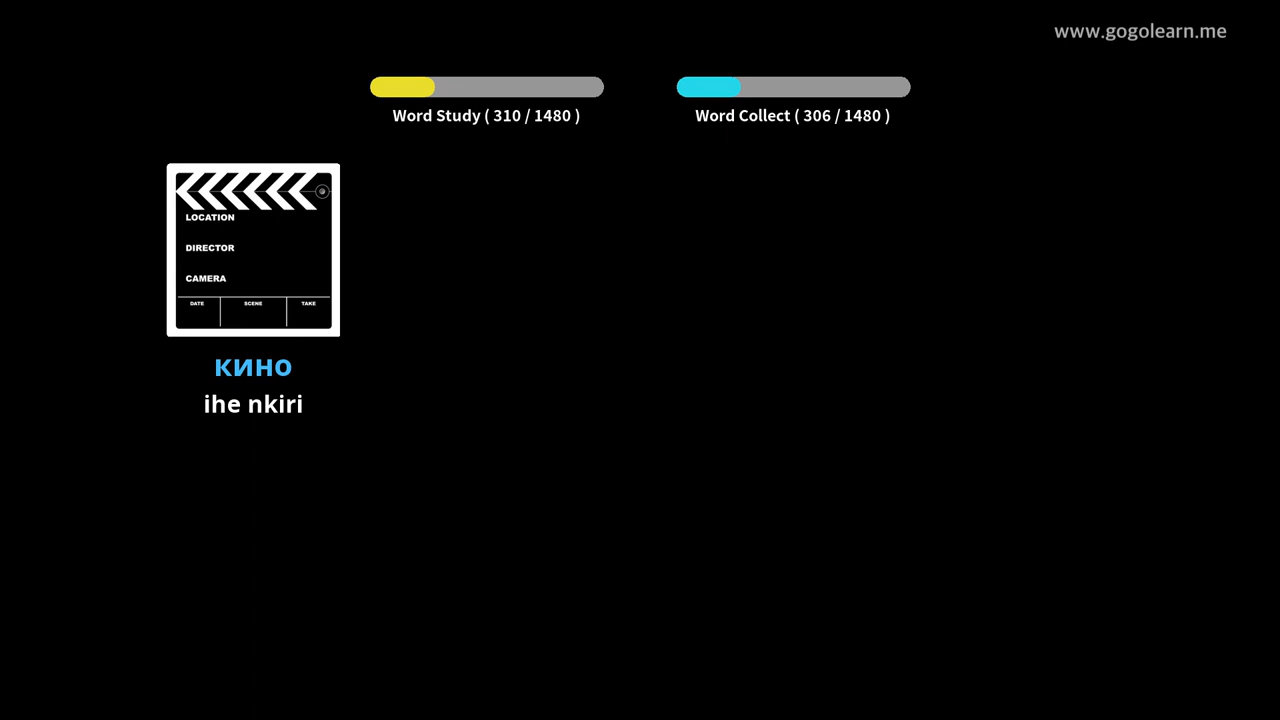 www.gogolearn.me
Word Study ( 310 / 1480 )
Word Collect ( 306 / 1480 )
LOCATION
DIRECTOR
CAMERA
DATE SCENE TAKE
кино
ihe nkiri